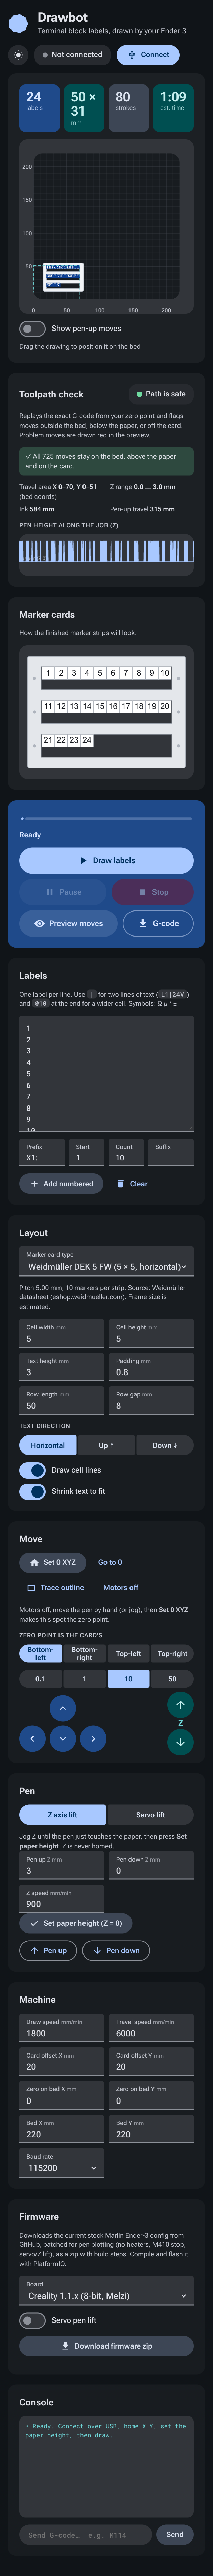 Drawbot
Terminal block labels, drawn by your Ender 3
Not connected
Connect
24
labels
50 ×
31
mm
80
strokes
1:09
est. time
200
150
100
50
0
50
100
150
200
Show pen-up moves
Drag the drawing to position it on the bed
Toolpath check
Path is safe
Replays the exact G-code from your zero point and flags
moves outside the bed, below the paper, or off the card.
Problem moves are drawn red in the preview.
✓ All 725 moves stay on the bed, above the paper
and on the card.
Travel area X 0–70, Y 0–51
(bed coords)
Z range 0.0 … 3.0 mm
Ink 584 mm
Pen-up travel 315 mm
PEN HEIGHT ALONG THE JOB (Z)
Marker cards
How the finished marker strips will look.
1 2 3 4 5 6 7 8 9 10
11 12 13 14 15 16 17 18 19 20
21 22 23 24
Ready
Draw labels
Pause
Stop
Preview moves
G-code
Labels
One label per line. Use | for two lines of text (L1|24V)
and @10 at the end for a wider cell. Symbols: Ω µ ° ±
1
2
3
4
5
6
7
8
9
10
Prefix
X1:
Start
1
Count
10
Suffix
Add numbered
Clear
Layout
Marker card type
Weidmüller DEK 5 FW (5 × 5, horizontal)
Pitch 5.00 mm, 10 markers per strip. Source: Weidmüller
datasheet (eshop.weidmueller.com). Frame size is
estimated.
Cell width mm
5
Cell height mm
5
Text height mm
3
Padding mm
0.8
Row length mm
50
Row gap mm
8
TEXT DIRECTION
Horizontal
Up ↑
Down ↓
Draw cell lines
Shrink text to fit
Move
Set 0 XYZ
Go to 0
Trace outline
Motors off
Motors off, move the pen by hand (or jog), then Set 0 XYZ
makes this spot the zero point.
ZERO POINT IS THE CARD'S
Bottom-
left
Bottom-
right
Top-left
Top-right
0.1
1
10
50
Z
Pen
Z axis lift
Servo lift
Jog Z until the pen just touches the paper, then press Set
paper height. Z is never homed.
Pen up Z mm
3
Pen down Z mm
0
Z speed mm/min
900
Set paper height (Z = 0)
Pen up
Pen down
Machine
Draw speed mm/min
1800
Travel speed mm/min
6000
Card offset X mm
20
Card offset Y mm
20
Zero on bed X mm
0
Zero on bed Y mm
0
Bed X mm
220
Bed Y mm
220
Baud rate
115200
Firmware
Downloads the current stock Marlin Ender-3 config from
GitHub, patched for pen plotting (no heaters, M410 stop,
servo/Z lift), as a zip with build steps. Compile and flash it
with PlatformIO.
Board
Creality 1.1.x (8-bit, Melzi)
Servo pen lift
Download firmware zip
Console
· Ready. Connect over USB, home X Y, set the
paper height, then draw.
Send G-code… e.g. M114
Send